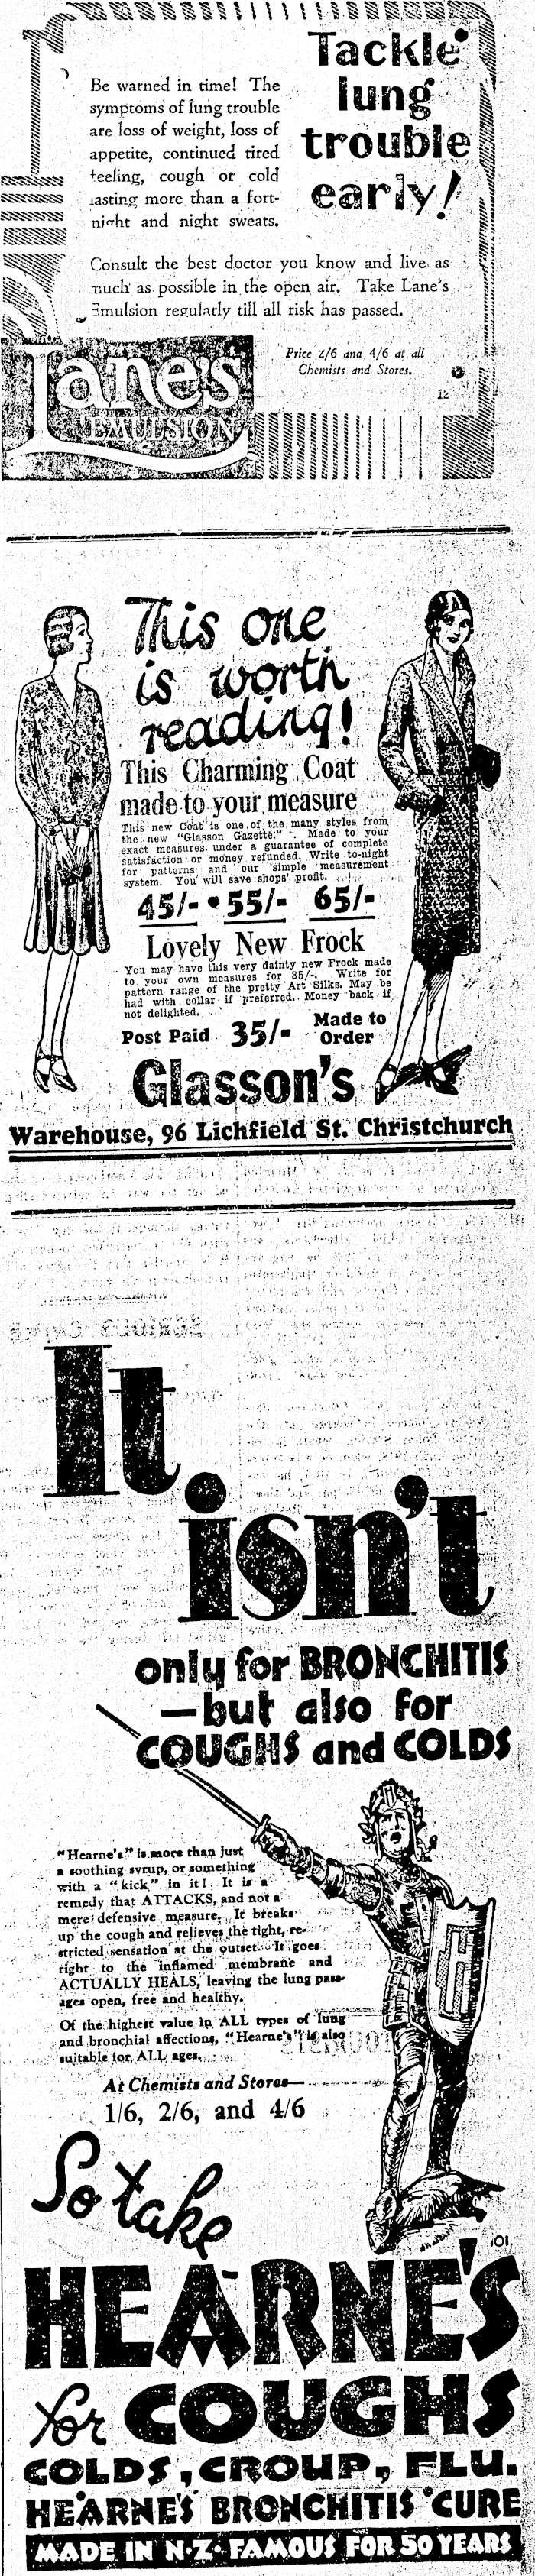 Tackle
lung
trouble
early!
Be warned in time! The
symptoms of lung trouble
are loss of weight, loss of
appetite, continued tired
feeling, cough or cold
lasting more than a fort-
night and night sweats.
Consult the best doctor you know and live as
much as possible in the open air. Take Lane's
Emulsion regularly till all risk has passed.
Price 2/6 and 4/6 at all
Chemists and Stores.
12
Lane's
EMULSION
This one
is worth
reading!
This Charming Coat
made to your measure
This new Coat is one of the many styles from
the new "Glasson Gazette." Made to your
exact measures under a guarantee of complete
satisfaction or money refunded. Write to-night
for patterns and our simple measurement
system. You will save shops' profit.
45/- • 55/- 65/-
Lovely New Frock
You may have this very dainty new Frock made
to your own measures for 35/-. Write for
pattern range of the pretty Art Silks. May be
had with collar if preferred. Money back if
not delighted.
Post Paid 35/- Made to
Order
Glasson's
Warehouse, 96 Lichfield St. Christchurch
It
isn't
only for BRONCHITIS
—but also for
COUGHS and COLDS
"Hearne's" is more than just
a soothing syrup, or something
with a "kick" in it! It is a
remedy that ATTACKS, and not a
mere defensive measure. It breaks
up the cough and relieves the tight, re-
stricted sensation at the outset. It goes
right to the inflamed membrane and
ACTUALLY HEALS, leaving the lung pass-
ages open, free and healthy.
Of the highest value in ALL types of lung
and bronchial affections, "Hearne's" is also
suitable for ALL ages.
At Chemists and Stores—
1/6, 2/6, and 4/6
So take
101
HEARNE'S
for COUGHS
COLDS, CROUP, FLU.
HEARNE'S BRONCHITIS CURE
MADE IN N.Z. FAMOUS FOR 50 YEARS